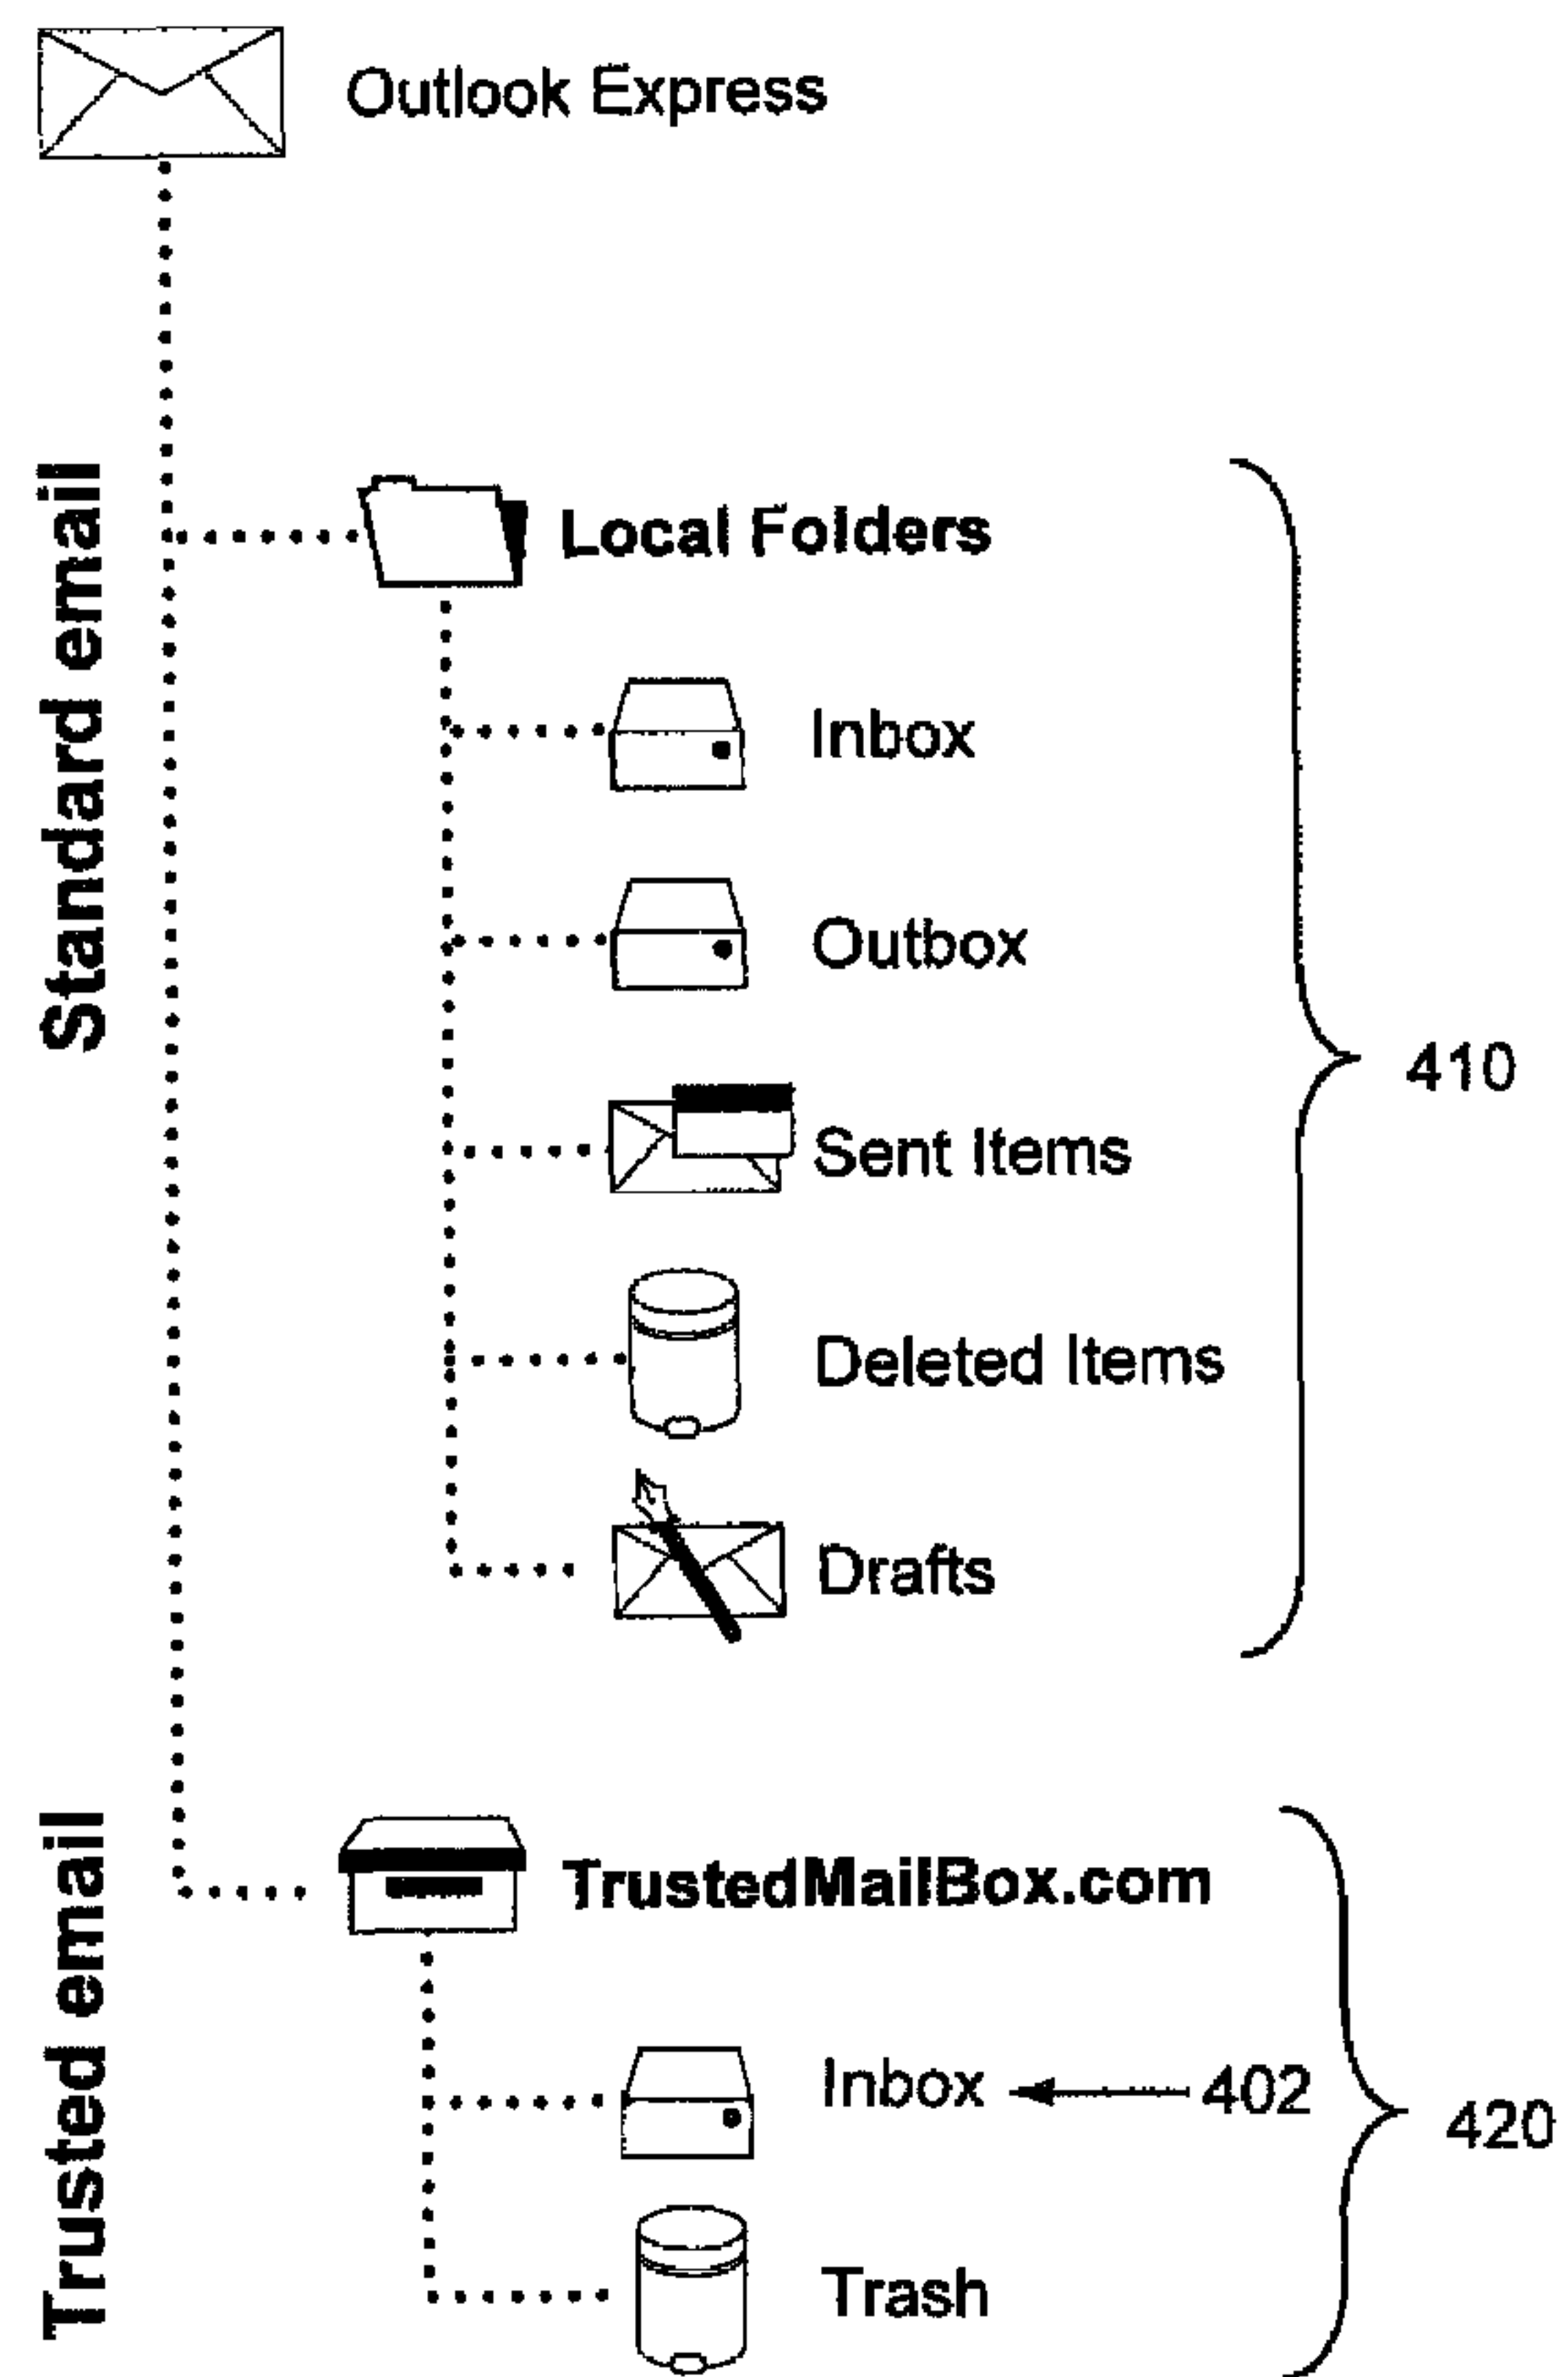 Outlook Express
Standard email
Local Folders
Inbox
Outbox
410
Sent Items
Deleted Items
Drafts
Trusted email
TrustedMailBox.com
Inbox
402
420
Trash